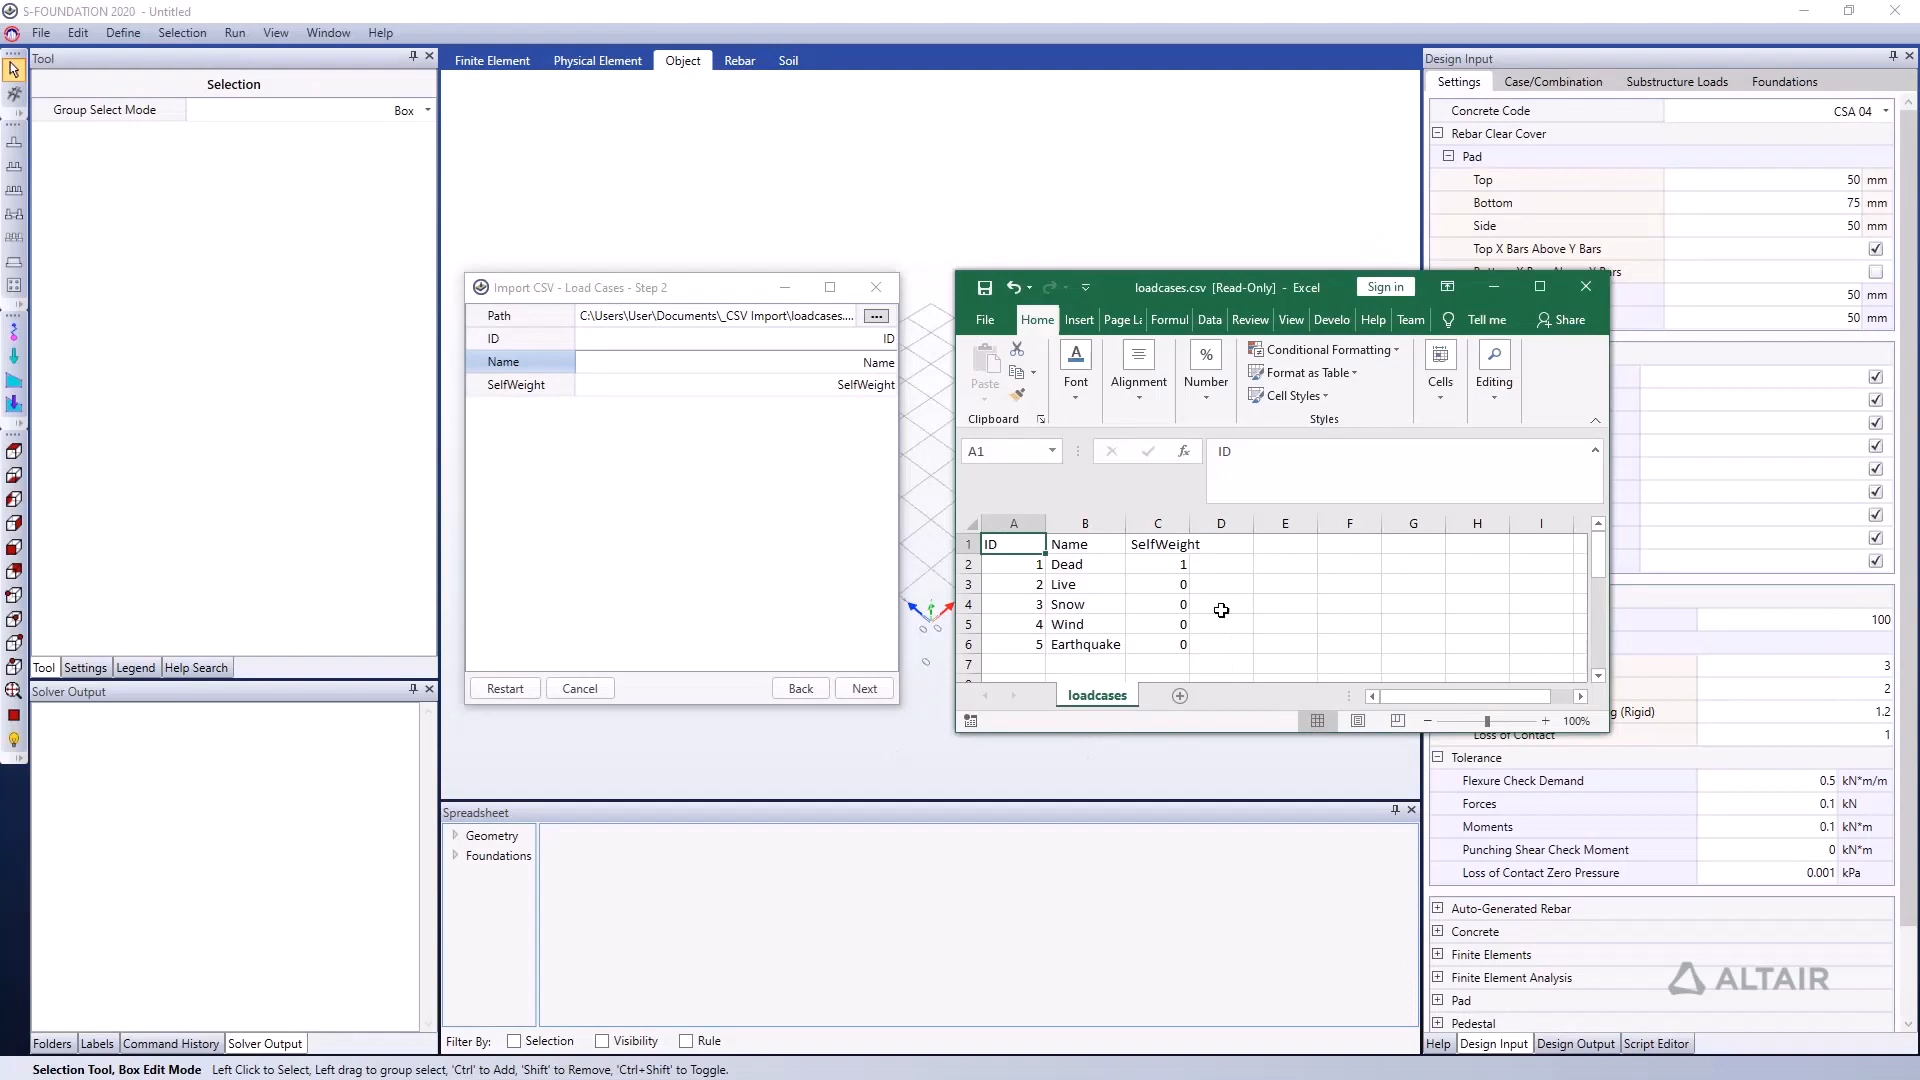 S-FOUNDATION 2020 - Untitled
File Edit Define Selection Run View Window Help
Tool
Selection
Group Select Mode Box
Tool Settings Legend Help Search
Solver Output
Folders Labels Command History Solver Output
Finite Element Physical Element Object Rebar Soil
Import CSV - Load Cases - Step 2
Path C:\Users\User\Documents\_CSV Import\loadcases....
ID ID
Name Name
SelfWeight SelfWeight
Restart Cancel Back Next
loadcases.csv [Read-Only] - Excel Sign in
File Home Insert Page La Formul Data Review View Develo Help Team Tell me Share
Paste Font Alignment Number Conditional Formatting Format as Table Cell Styles Cells Editing
Clipboard Styles
A1 fx ID
A B C D E F G H I
1 ID Name SelfWeight
2 1 Dead 1
3 2 Live 0
4 3 Snow 0
5 4 Wind 0
6 5 Earthquake 0
7
loadcases
100%
Spreadsheet
Geometry
Foundations
Filter By: Selection Visibility Rule
Design Input
Settings Case/Combination Substructure Loads Foundations
Concrete Code CSA 04
Rebar Clear Cover
Pad
Top 50 mm
Bottom 75 mm
Side 50 mm
Top X Bars Above Y Bars
50 mm
50 mm
100
3
2
g (Rigid) 1.2
Loss of Contact 1
Tolerance
Flexure Check Demand 0.5 kN*m/m
Forces 0.1 kN
Moments 0.1 kN*m
Punching Shear Check Moment 0 kN*m
Loss of Contact Zero Pressure 0.001 kPa
Auto-Generated Rebar
Concrete
Finite Elements
Finite Element Analysis
Pad
Pedestal
ALTAIR
Help Design Input Design Output Script Editor
Selection Tool, Box Edit Mode Left Click to Select, Left drag to group select, 'Ctrl' to Add, 'Shift' to Remove, 'Ctrl+Shift' to Toggle.